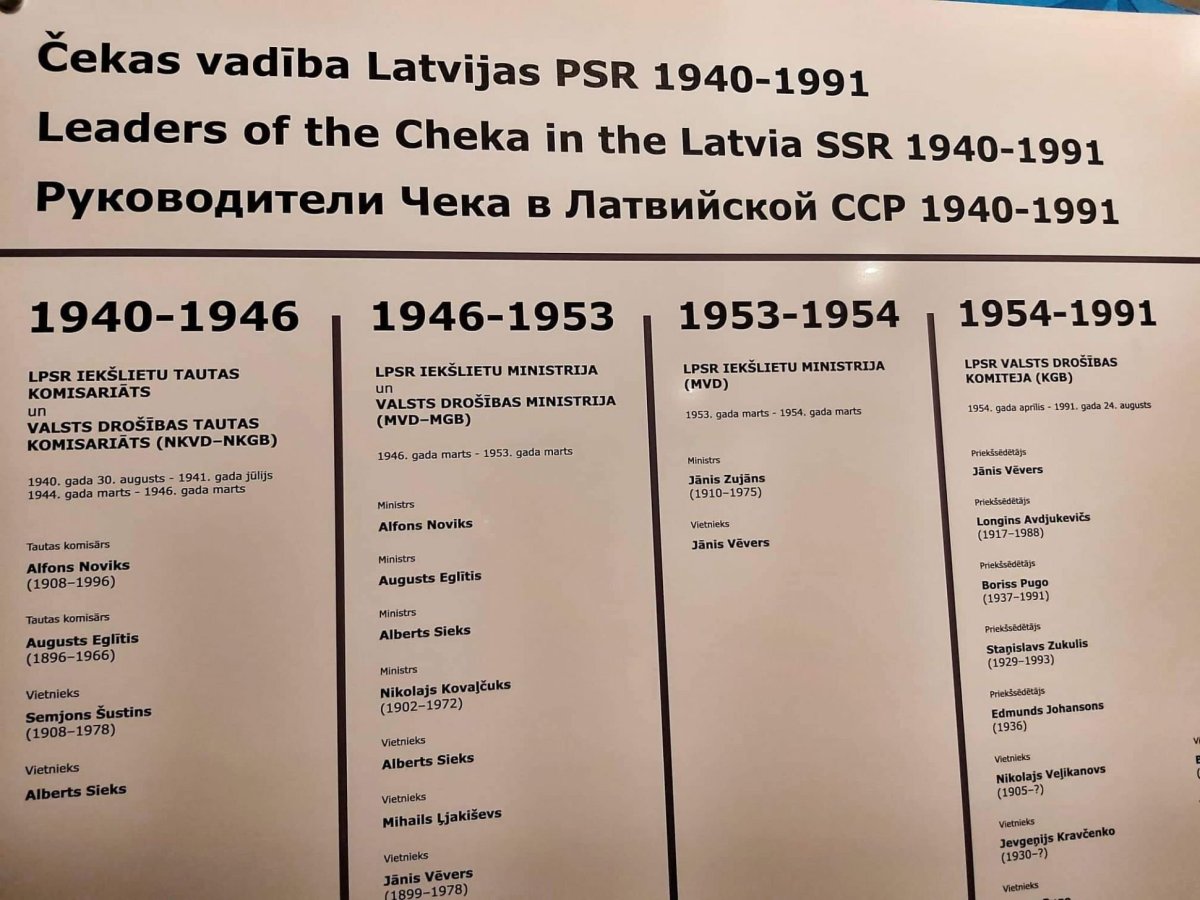 Čekas vadība Latvijas PSR 1940-1991
Leaders of the Cheka in the Latvia SSR 1940-1991
Руководители Чека в Латвийской ССР 1940-1991
1940-1946
LPSR IEKŠLIETU TAUTAS
KOMISARIĀTS
un
VALSTS DROŠĪBAS TAUTAS
KOMISARIĀTS (NKVD–NKGB)
1940. gada 30. augusts - 1941. gada jūlijs
1944. gada marts - 1946. gada marts
Tautas komisārs
Alfons Noviks
(1908–1996)
Tautas komisārs
Augusts Eglītis
(1896–1966)
Vietnieks
Semjons Šustins
(1908–1978)
Vietnieks
Alberts Sieks
1946-1953
LPSR IEKŠLIETU MINISTRIJA
un
VALSTS DROŠĪBAS MINISTRIJA
(MVD–MGB)
1946. gada marts - 1953. gada marts
Ministrs
Alfons Noviks
Ministrs
Augusts Eglītis
Ministrs
Alberts Sieks
Ministrs
Nikolajs Kovaļčuks
(1902–1972)
Vietnieks
Alberts Sieks
Vietnieks
Mihails Ļjakiševs
Vietnieks
Jānis Vēvers
(1899–1978)
1953-1954
LPSR IEKŠLIETU MINISTRIJA
(MVD)
1953. gada marts - 1954. gada marts
Ministrs
Jānis Zujāns
(1910–1975)
Vietnieks
Jānis Vēvers
1954-1991
LPSR VALSTS DROŠĪBAS
KOMITEJA (KGB)
1954. gada aprīlis - 1991. gada 24. augusts
Priekšsēdētājs
Jānis Vēvers
Priekšsēdētājs
Longins Avdjukevičs
(1917–1988)
Priekšsēdētājs
Boriss Pugo
(1937–1991)
Priekšsēdētājs
Staņislavs Zukulis
(1929–1993)
Priekšsēdētājs
Edmunds Johansons
(1936)
Vietnieks
Nikolajs Veļikanovs
(1905–?)
Vietnieks
Jevgeņijs Kravčenko
(1930–?)
Vietnieks